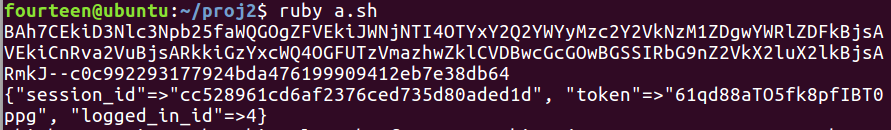 fourteen@ubuntu:~/proj2$ ruby a.sh
BAh7CEkiD3Nlc3Npb25faWQGOgZFVEkiJWNjNTI4OTYxY2Q2YWYyMzc2Y2VkNzM1ZDgwYWRlZDFkBjsA
VEkiCnRva2VuBjsARkkiGzYxcWQ4OGFUTzVmazhwZklCVDBwcGcGOwBGSSIRbG9nZ2VkX2luX2lkBjsA
RmkJ--c0c992293177924bda476199909412eb7e38db64
{"session_id"=>"cc528961cd6af2376ced735d80aded1d", "token"=>"61qd88aTO5fk8pfIBT0
ppg", "logged_in_id"=>4}